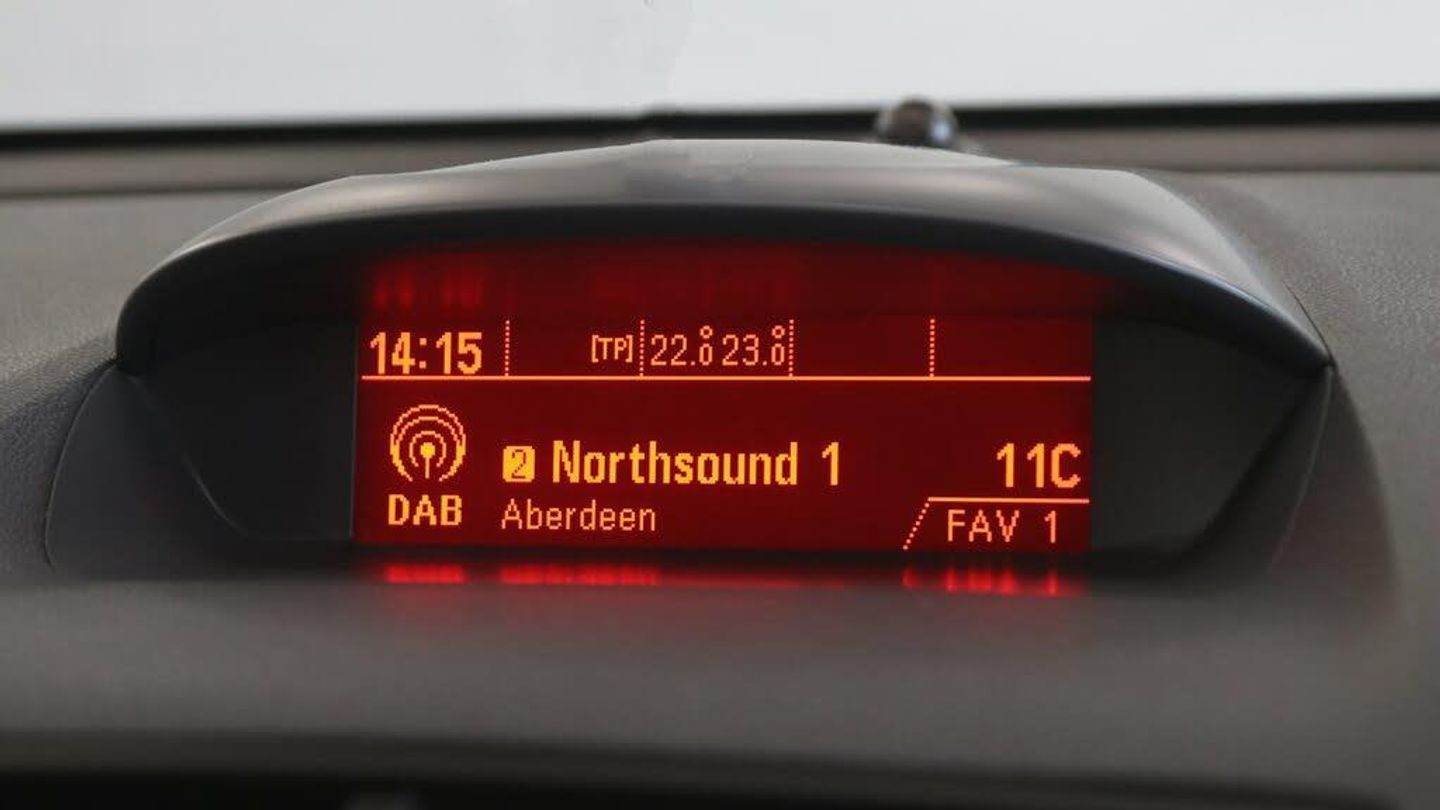 14:15 [TP] 22.0° 23.0°
2 Northsound 1 11C
DAB Aberdeen FAV 1